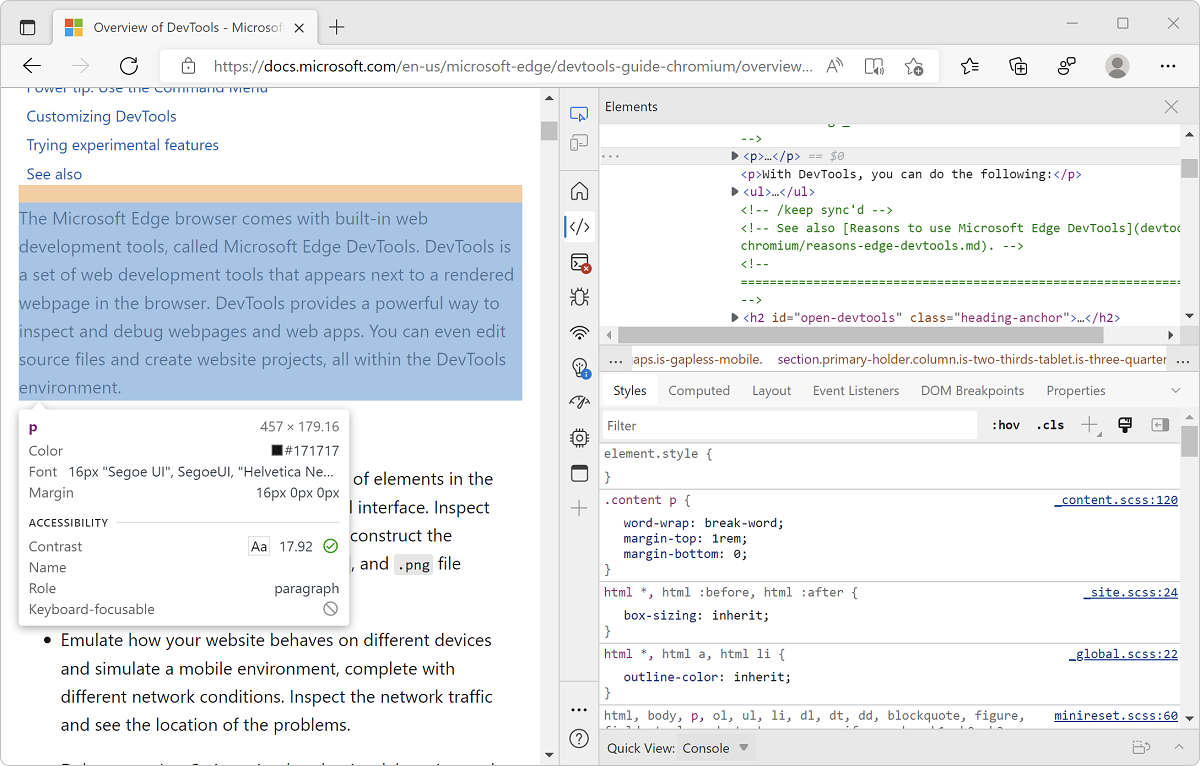 Overview of DevTools - Microsof
https://docs.microsoft.com/en-us/microsoft-edge/devtools-guide-chromium/overview...
Power tip: Use the Command Menu
Customizing DevTools
Trying experimental features
See also
The Microsoft Edge browser comes with built-in web
development tools, called Microsoft Edge DevTools. DevTools is
a set of web development tools that appears next to a rendered
webpage in the browser. DevTools provides a powerful way to
inspect and debug webpages and web apps. You can even edit
source files and create website projects, all within the DevTools
environment.
p 457 × 179.16
Color #171717
Font 16px "Segoe UI", SegoeUI, "Helvetica Ne...
Margin 16px 0px 0px
ACCESSIBILITY
Contrast Aa 17.92
Name
Role paragraph
Keyboard-focusable
of elements in the
l interface. Inspect
construct the
, and .png file
• Emulate how your website behaves on different devices
and simulate a mobile environment, complete with
different network conditions. Inspect the network traffic
and see the location of the problems.
Elements
-->
... ▶<p>…</p> == $0
<p>With DevTools, you can do the following:</p>
▶<ul>…</ul>
<!-- /keep sync'd -->
<!-- See also [Reasons to use Microsoft Edge DevTools](devtoo
chromium/reasons-edge-devtools.md). -->
<!--
===========================================================
-->
▶<h2 id="open-devtools" class="heading-anchor">…</h2>
... aps.is-gapless-mobile. section.primary-holder.column.is-two-thirds-tablet.is-three-quarter ...
Styles Computed Layout Event Listeners DOM Breakpoints Properties
Filter :hov .cls
element.style {
}
.content p { _content.scss:120
word-wrap: break-word;
margin-top: 1rem;
margin-bottom: 0;
}
html *, html :before, html :after { _site.scss:24
box-sizing: inherit;
}
html *, html a, html li { _global.scss:22
outline-color: inherit;
}
html, body, p, ol, ul, li, dl, dt, dd, blockquote, figure, minireset.scss:60
Quick View: Console